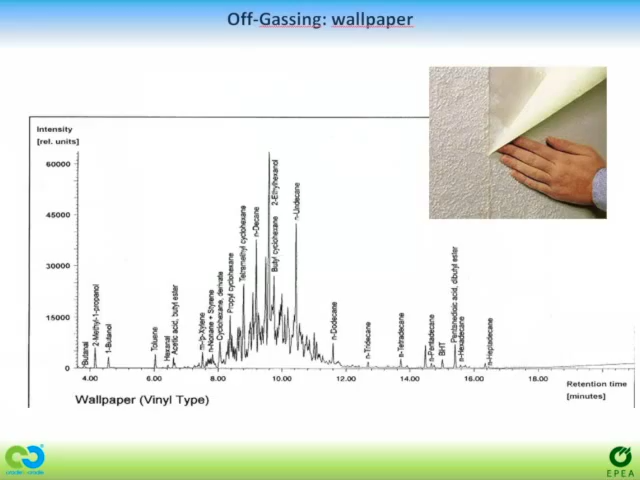 Off-Gassing: wallpaper
Intensity
[rel. units]
60000
45000
30000
15000
0
Butanal
2-Methyl-1-propanol
1-Butanol
Toluene
Hexanal
Acetic acid, butyl ester
m-/p-Xylene
n-Nonane + Styrene
Cyclohexane, derivate
Propyl cyclohexane
Tetramethyl cyclohexane
n-Decane
2-Ethylhexanol
Butyl cyclohexane
n-Undecane
n-Dodecane
n-Tridecane
n-Tetradecane
n-Pantadecane
BHT
Pentanedioic acid, dibutyl ester
n-Hexadecane
n-Heptadecane
4.00 6.00 8.00 10.00 12.00 14.00 16.00 18.00
Retention time
[minutes]
Wallpaper (Vinyl Type)
cradletocradle
EPEA